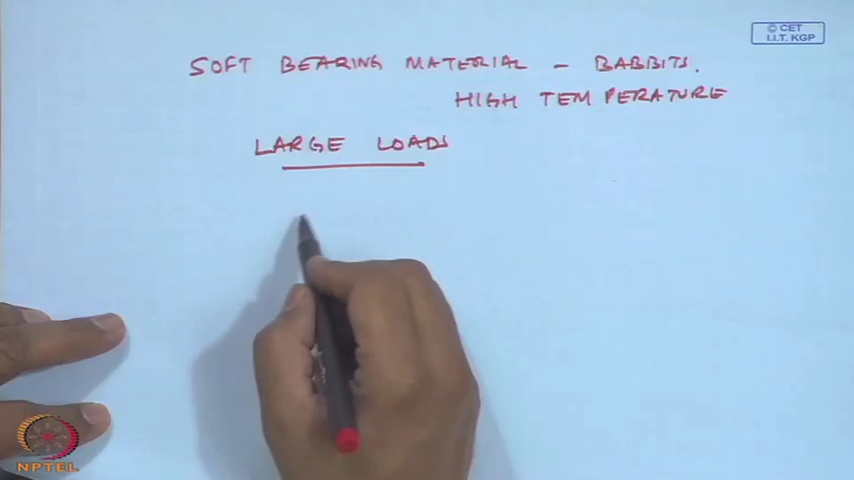 © CET
I.I.T. KGP
SOFT BEARING MATERIAL - BABBITS.
HIGH TEMPERATURE
LARGE LOADS
NPTEL